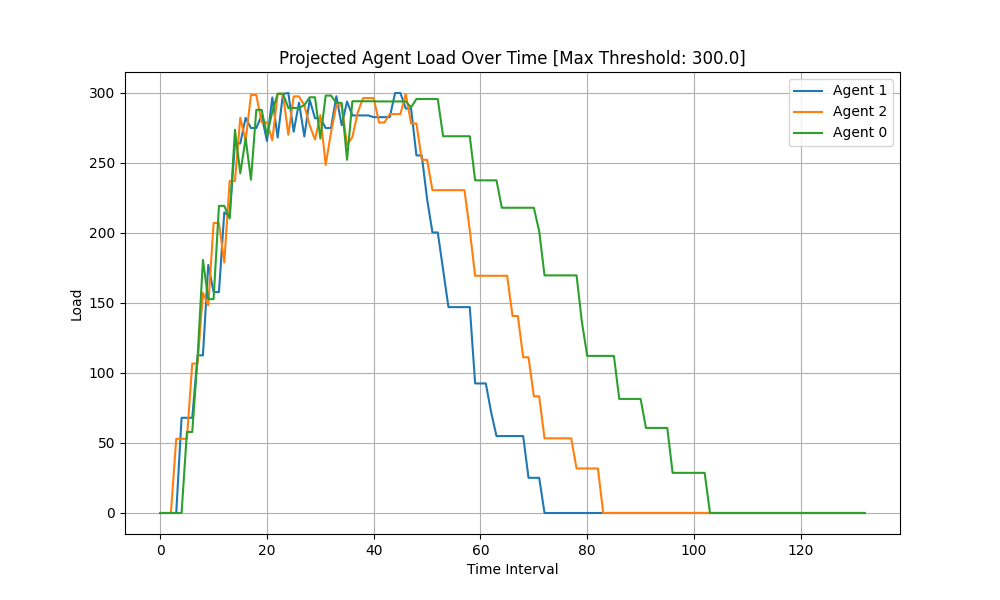 Projected Agent Load Over Time [Max Threshold: 300.0]
Agent 1
Agent 2
Agent 0
Load
300
250
200
150
100
50
0
0 20 40 60 80 100 120
Time Interval